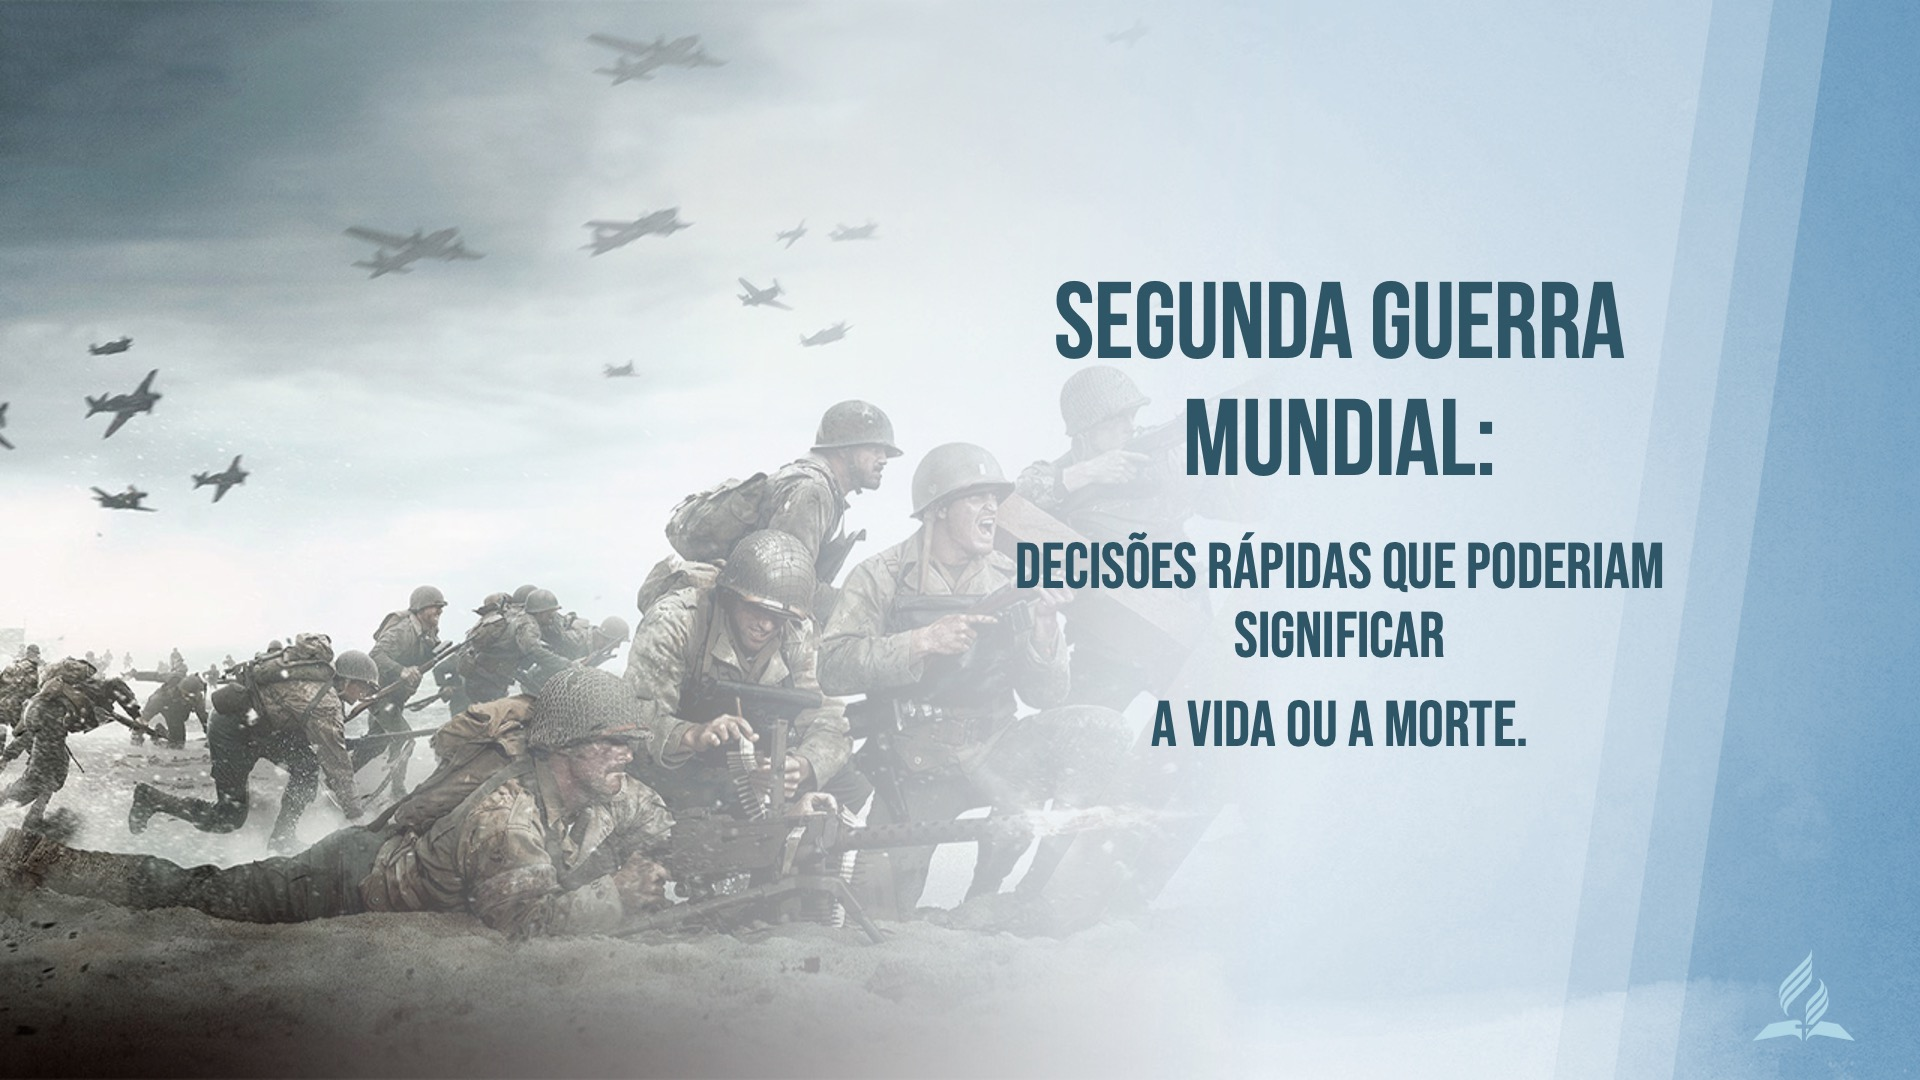 SEGUNDA GUERRA
MUNDIAL:
DECISÕES RÁPIDAS QUE PODERIAM
SIGNIFICAR
A VIDA OU A MORTE.